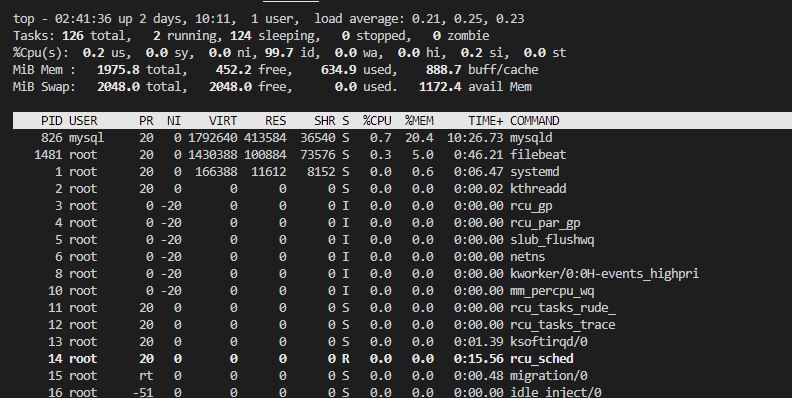 top - 02:41:36 up 2 days, 10:11,  1 user,  load average: 0.21, 0.25, 0.23
Tasks: 126 total,   2 running, 124 sleeping,   0 stopped,   0 zombie
%Cpu(s):  0.2 us,  0.0 sy,  0.0 ni, 99.7 id,  0.0 wa,  0.0 hi,  0.2 si,  0.0 st
MiB Mem :   1975.8 total,    452.2 free,    634.9 used,    888.7 buff/cache
MiB Swap:   2048.0 total,   2048.0 free,      0.0 used.   1172.4 avail Mem
PID USER      PR  NI    VIRT    RES    SHR S  %CPU  %MEM     TIME+ COMMAND
826 mysql     20   0 1792640 413584  36540 S   0.7  20.4  10:26.73 mysqld
1481 root      20   0 1430388 100884  73576 S   0.3   5.0   0:46.21 filebeat
1 root      20   0  166388  11612   8152 S   0.0   0.6   0:06.47 systemd
2 root      20   0       0      0      0 S   0.0   0.0   0:00.02 kthreadd
3 root       0 -20       0      0      0 I   0.0   0.0   0:00.00 rcu_gp
4 root       0 -20       0      0      0 I   0.0   0.0   0:00.00 rcu_par_gp
5 root       0 -20       0      0      0 I   0.0   0.0   0:00.00 slub_flushwq
6 root       0 -20       0      0      0 I   0.0   0.0   0:00.00 netns
8 root       0 -20       0      0      0 I   0.0   0.0   0:00.00 kworker/0:0H-events_highpri
10 root       0 -20       0      0      0 I   0.0   0.0   0:00.00 mm_percpu_wq
11 root      20   0       0      0      0 S   0.0   0.0   0:00.00 rcu_tasks_rude_
12 root      20   0       0      0      0 S   0.0   0.0   0:00.00 rcu_tasks_trace
13 root      20   0       0      0      0 S   0.0   0.0   0:01.39 ksoftirqd/0
14 root      20   0       0      0      0 R   0.0   0.0   0:15.56 rcu_sched
15 root      rt   0       0      0      0 S   0.0   0.0   0:00.48 migration/0
16 root     -51   0       0      0      0 S   0.0   0.0   0:00.00 idle_inject/0